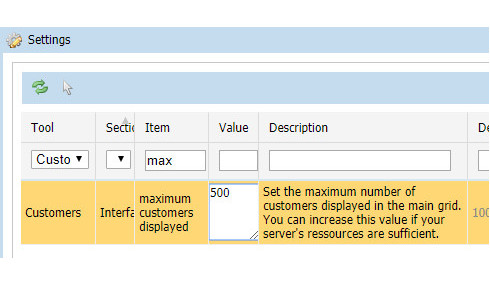 Settings
Tool Sectio Item Value Description De
Custo max
Customers Interfa maximum customers displayed 500 Set the maximum number of
customers displayed in the main grid.
You can increase this value if your
server's ressources are sufficient.
100